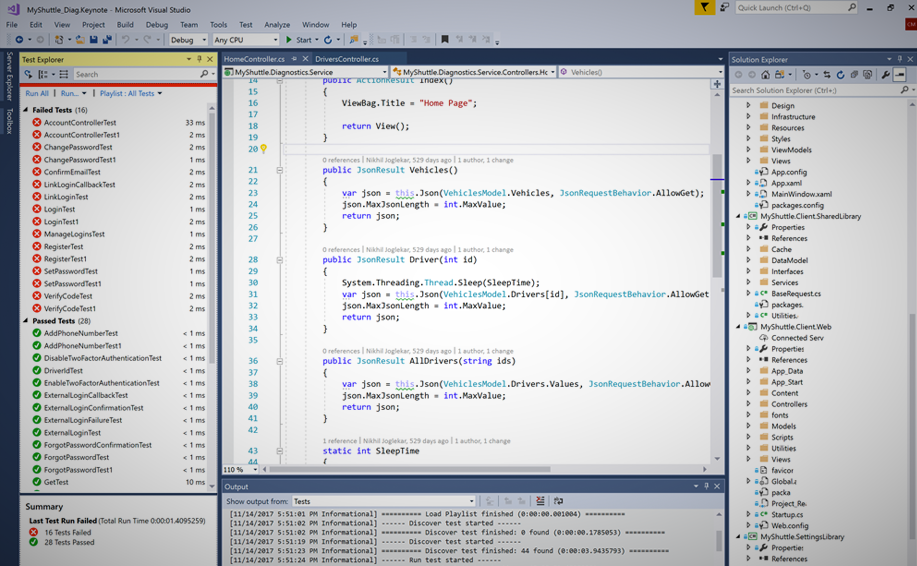 MyShuttle_Diag.Keynote - Microsoft Visual Studio
Quick Launch (Ctrl+Q)
File Edit View Project Build Debug Team Tools Test Analyze Window Help
CM
Debug Any CPU Start
Server Explorer
Toolbox
Test Explorer
Search
Run All | Run... | Playlist : All Tests
Failed Tests (16)
AccountControllerTest 33 ms
AccountControllerTest1 2 ms
ChangePasswordTest 2 ms
ChangePasswordTest1 2 ms
ConfirmEmailTest 2 ms
LinkLoginCallbackTest 2 ms
LinkLoginTest 2 ms
LoginTest 2 ms
LoginTest1 2 ms
ManageLoginsTest 2 ms
RegisterTest 2 ms
RegisterTest1 2 ms
SetPasswordTest 2 ms
SetPasswordTest1 2 ms
VerifyCodeTest 2 ms
VerifyCodeTest1 2 ms
Passed Tests (28)
AddPhoneNumberTest < 1 ms
AddPhoneNumberTest1 < 1 ms
DisableTwoFactorAuthenticationTest < 1 ms
DriverIdTest < 1 ms
EnableTwoFactorAuthenticationTest < 1 ms
ExternalLoginCallbackTest < 1 ms
ExternalLoginConfirmationTest < 1 ms
ExternalLoginFailureTest < 1 ms
ExternalLoginTest < 1 ms
ForgotPasswordConfirmationTest < 1 ms
ForgotPasswordTest < 1 ms
ForgotPasswordTest1 < 1 ms
GetTest 10 ms
Summary
Last Test Run Failed (Total Run Time 0:00:01.4095259)
16 Tests Failed
28 Tests Passed
HomeController.cs DriversController.cs
MyShuttle.Diagnostics.Service MyShuttle.Diagnostics.Service.Controllers.Hc Vehicles()
14 public ActionResult Index()
15 {
16 ViewBag.Title = "Home Page";
17
18 return View();
19 }
20
0 references | Nikhil Joglekar, 529 days ago | 1 author, 1 change
21 public JsonResult Vehicles()
22 {
23 var json = this.Json(VehiclesModel.Vehicles, JsonRequestBehavior.AllowGet);
24 json.MaxJsonLength = int.MaxValue;
25 return json;
26 }
27
0 references | Nikhil Joglekar, 529 days ago | 1 author, 1 change
28 public JsonResult Driver(int id)
29 {
30 System.Threading.Thread.Sleep(SleepTime);
31 var json = this.Json(VehiclesModel.Drivers[id], JsonRequestBehavior.AllowGet
32 json.MaxJsonLength = int.MaxValue;
33 return json;
34 }
35
0 references | Nikhil Joglekar, 529 days ago | 1 author, 1 change
36 public JsonResult AllDrivers(string ids)
37 {
38 var json = this.Json(VehiclesModel.Drivers.Values, JsonRequestBehavior.Allow
39 json.MaxJsonLength = int.MaxValue;
40 return json;
41 }
42
1 reference | Nikhil Joglekar, 529 days ago | 1 author, 1 change
43 static int SleepTime
44 {
110 %
Output
Show output from: Tests
[11/14/2017 5:51:01 PM Informational] ========== Load Playlist finished (0:00:00.001004) ==========
[11/14/2017 5:51:02 PM Informational] ------ Discover test started ------
[11/14/2017 5:51:02 PM Informational] ========== Discover test finished: 0 found (0:00:00.1785053) ==========
[11/14/2017 5:51:19 PM Informational] ------ Discover test started ------
[11/14/2017 5:51:23 PM Informational] ========== Discover test finished: 44 found (0:00:03.9435793) ==========
[11/14/2017 5:51:24 PM Informational] ------ Run test started ------
Solution Explorer
Search Solution Explorer (Ctrl+;)
Design
Infrastructure
Resources
Styles
ViewModels
Views
App.config
App.xaml
MainWindow.xaml
packages.config
MyShuttle.Client.SharedLibrary
Properties
References
Cache
DataModel
Interfaces
Services
BaseRequest.cs
packages.
Utilities.
MyShuttle.Client.Web
Connected Serv
Properties
References
App_Data
App_Start
Content
Controllers
fonts
Models
Scripts
Utilities
Views
favicor
Global.a
packa
Project_Re
Startup.cs
Web.config
MyShuttle.SettingsLibrary
Properties
References